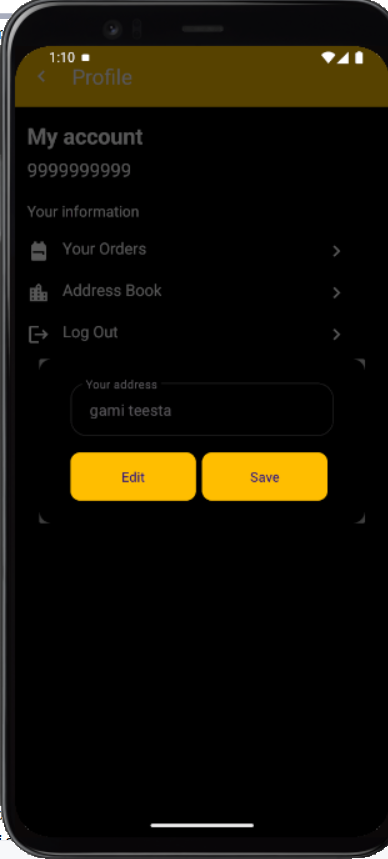 1:10
Profile
My account
9999999999
Your information
Your Orders
Address Book
Log Out
Your address
gami teesta
Edit Save